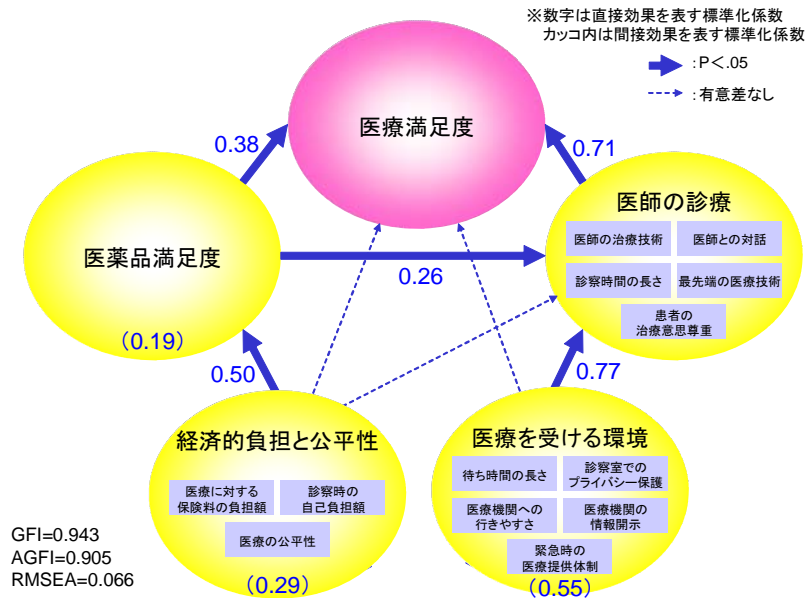 ※数字は直接効果を表す標準化係数
カッコ内は間接効果を表す標準化係数
:P<.05
:有意差なし
医療満足度
0.38
0.71
医薬品満足度
医師の診療
医師の治療技術
医師との対話
診察時間の長さ
最先端の医療技術
患者の
治療意思尊重
0.26
(0.19)
0.50
0.77
経済的負担と公平性
医療に対する
保険料の負担額
診察時の
自己負担額
医療の公平性
(0.29)
医療を受ける環境
待ち時間の長さ
診察室での
プライバシー保護
医療機関への
行きやすさ
医療機関の
情報開示
緊急時の
医療提供体制
(0.55)
GFI=0.943
AGFI=0.905
RMSEA=0.066